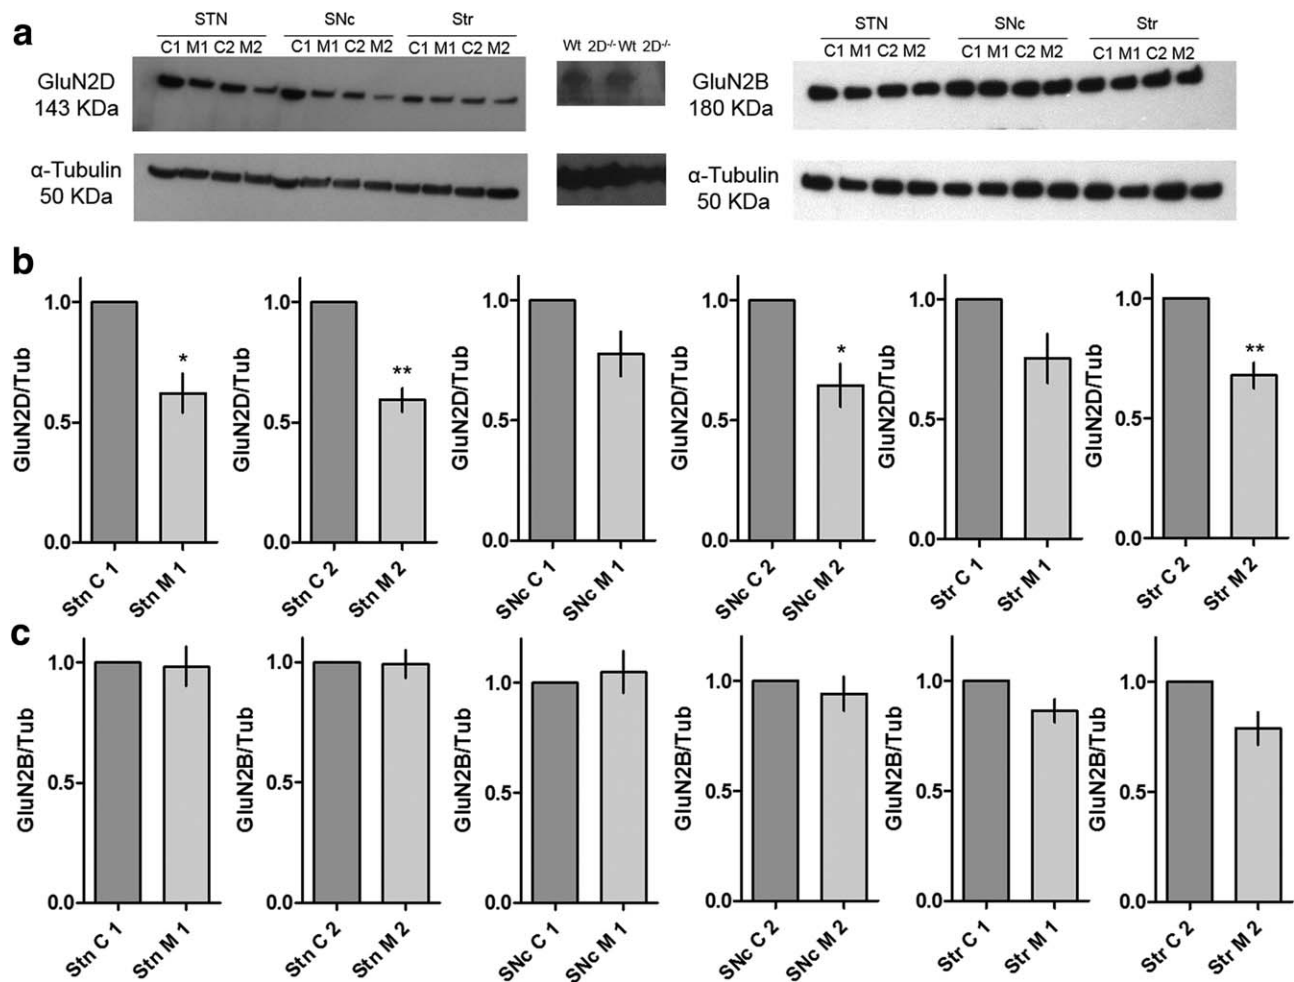 a
STN SNc Str
C1 M1 C2 M2 C1 M1 C2 M2 C1 M1 C2 M2
GluN2D
143 KDa
α-Tubulin
50 KDa
Wt 2D-/- Wt 2D-/-
STN SNc Str
C1 M1 C2 M2 C1 M1 C2 M2 C1 M1 C2 M2
GluN2B
180 KDa
α-Tubulin
50 KDa
b
GluN2D/Tub
1.0
0.5
0.0
*
Stn C 1 Stn M 1
GluN2D/Tub
1.0
0.5
0.0
**
Stn C 2 Stn M 2
GluN2D/Tub
1.0
0.5
0.0
SNc C 1 SNc M 1
GluN2D/Tub
1.0
0.5
0.0
*
SNc C 2 SNc M 2
GluN2D/Tub
1.0
0.5
0.0
Str C 1 Str M 1
GluN2D/Tub
1.0
0.5
0.0
**
Str C 2 Str M 2
c
GluN2B/Tub
1.0
0.5
0.0
Stn C 1 Stn M 1
GluN2B/Tub
1.0
0.5
0.0
Stn C 2 Stn M 2
GluN2B/Tub
1.0
0.5
0.0
SNc C 1 SNc M 1
GluN2B/Tub
1.0
0.5
0.0
SNc C 2 SNc M 2
GluN2B/Tub
1.0
0.5
0.0
Str C 1 Str M 1
GluN2B/Tub
1.0
0.5
0.0
Str C 2 Str M 2